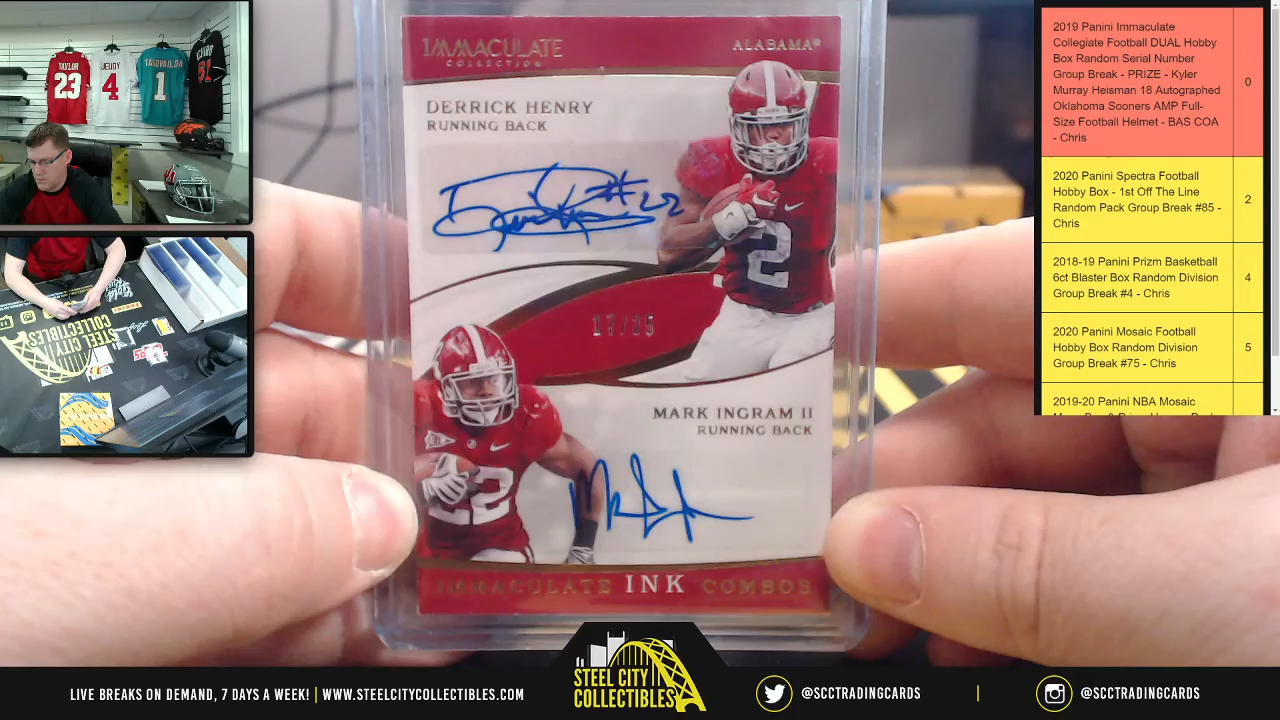 TAYLOR
23
JEUDY
4
TAGOVAILOA
1
IMMACULATE
COLLECTION
ALABAMA
DERRICK HENRY
RUNNING BACK
#22
2
17/25
MARK INGRAM II
RUNNING BACK
22
IMMACULATE INK COMBOS
STEEL CITY
COLLECTIBLES
2019 Panini Immaculate
Collegiate Football DUAL Hobby
Box Random Serial Number
Group Break - PRIZE - Kyler
Murray Heisman 18 Autographed
Oklahoma Sooners AMP Full-
Size Football Helmet - BAS COA
- Chris
0
2020 Panini Spectra Football
Hobby Box - 1st Off The Line
Random Pack Group Break #85 -
Chris
2
2018-19 Panini Prizm Basketball
6ct Blaster Box Random Division
Group Break #4 - Chris
4
2020 Panini Mosaic Football
Hobby Box Random Division
Group Break #75 - Chris
5
2019-20 Panini NBA Mosaic
LIVE BREAKS ON DEMAND, 7 DAYS A WEEK! | WWW.STEELCITYCOLLECTIBLES.COM
STEEL CITY
COLLECTIBLES
@SCCTRADINGCARDS | @SCCTRADINGCARDS